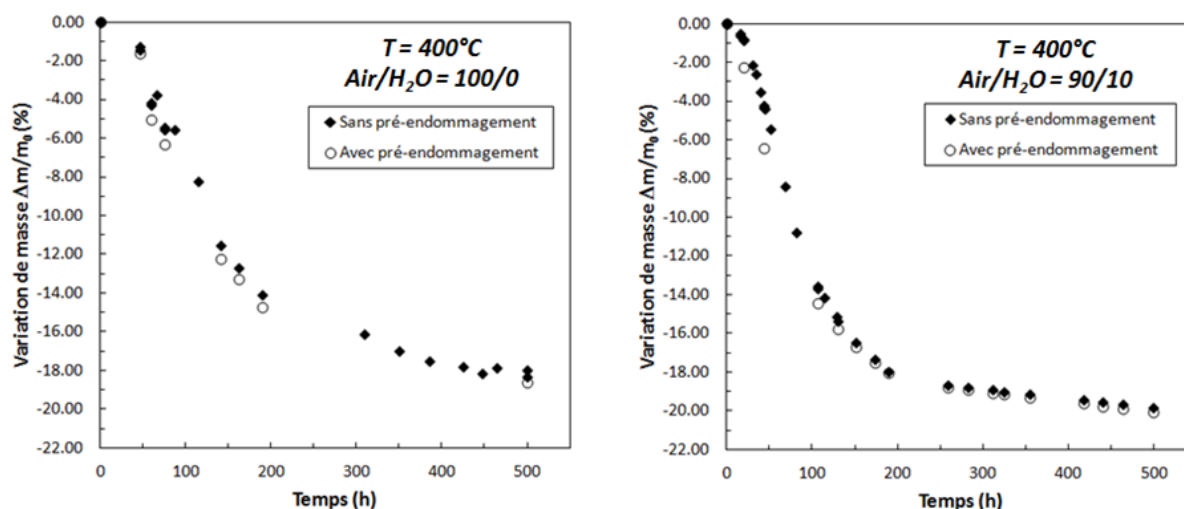 T = 400°C
Air/H₂O = 100/0
◆ Sans pré-endommagement
○ Avec pré-endommagement
Variation de masse Δm/m₀ (%)
0.00
-2.00
-4.00
-6.00
-8.00
-10.00
-12.00
-14.00
-16.00
-18.00
-20.00
-22.00
0 100 200 300 400 500
Temps (h)
T = 400°C
Air/H₂O = 90/10
◆ Sans pré-endommagement
○ Avec pré-endommagement
Variation de masse Δm/m₀ (%)
0.00
-2.00
-4.00
-6.00
-8.00
-10.00
-12.00
-14.00
-16.00
-18.00
-20.00
-22.00
0 100 200 300 400 500
Temps (h)